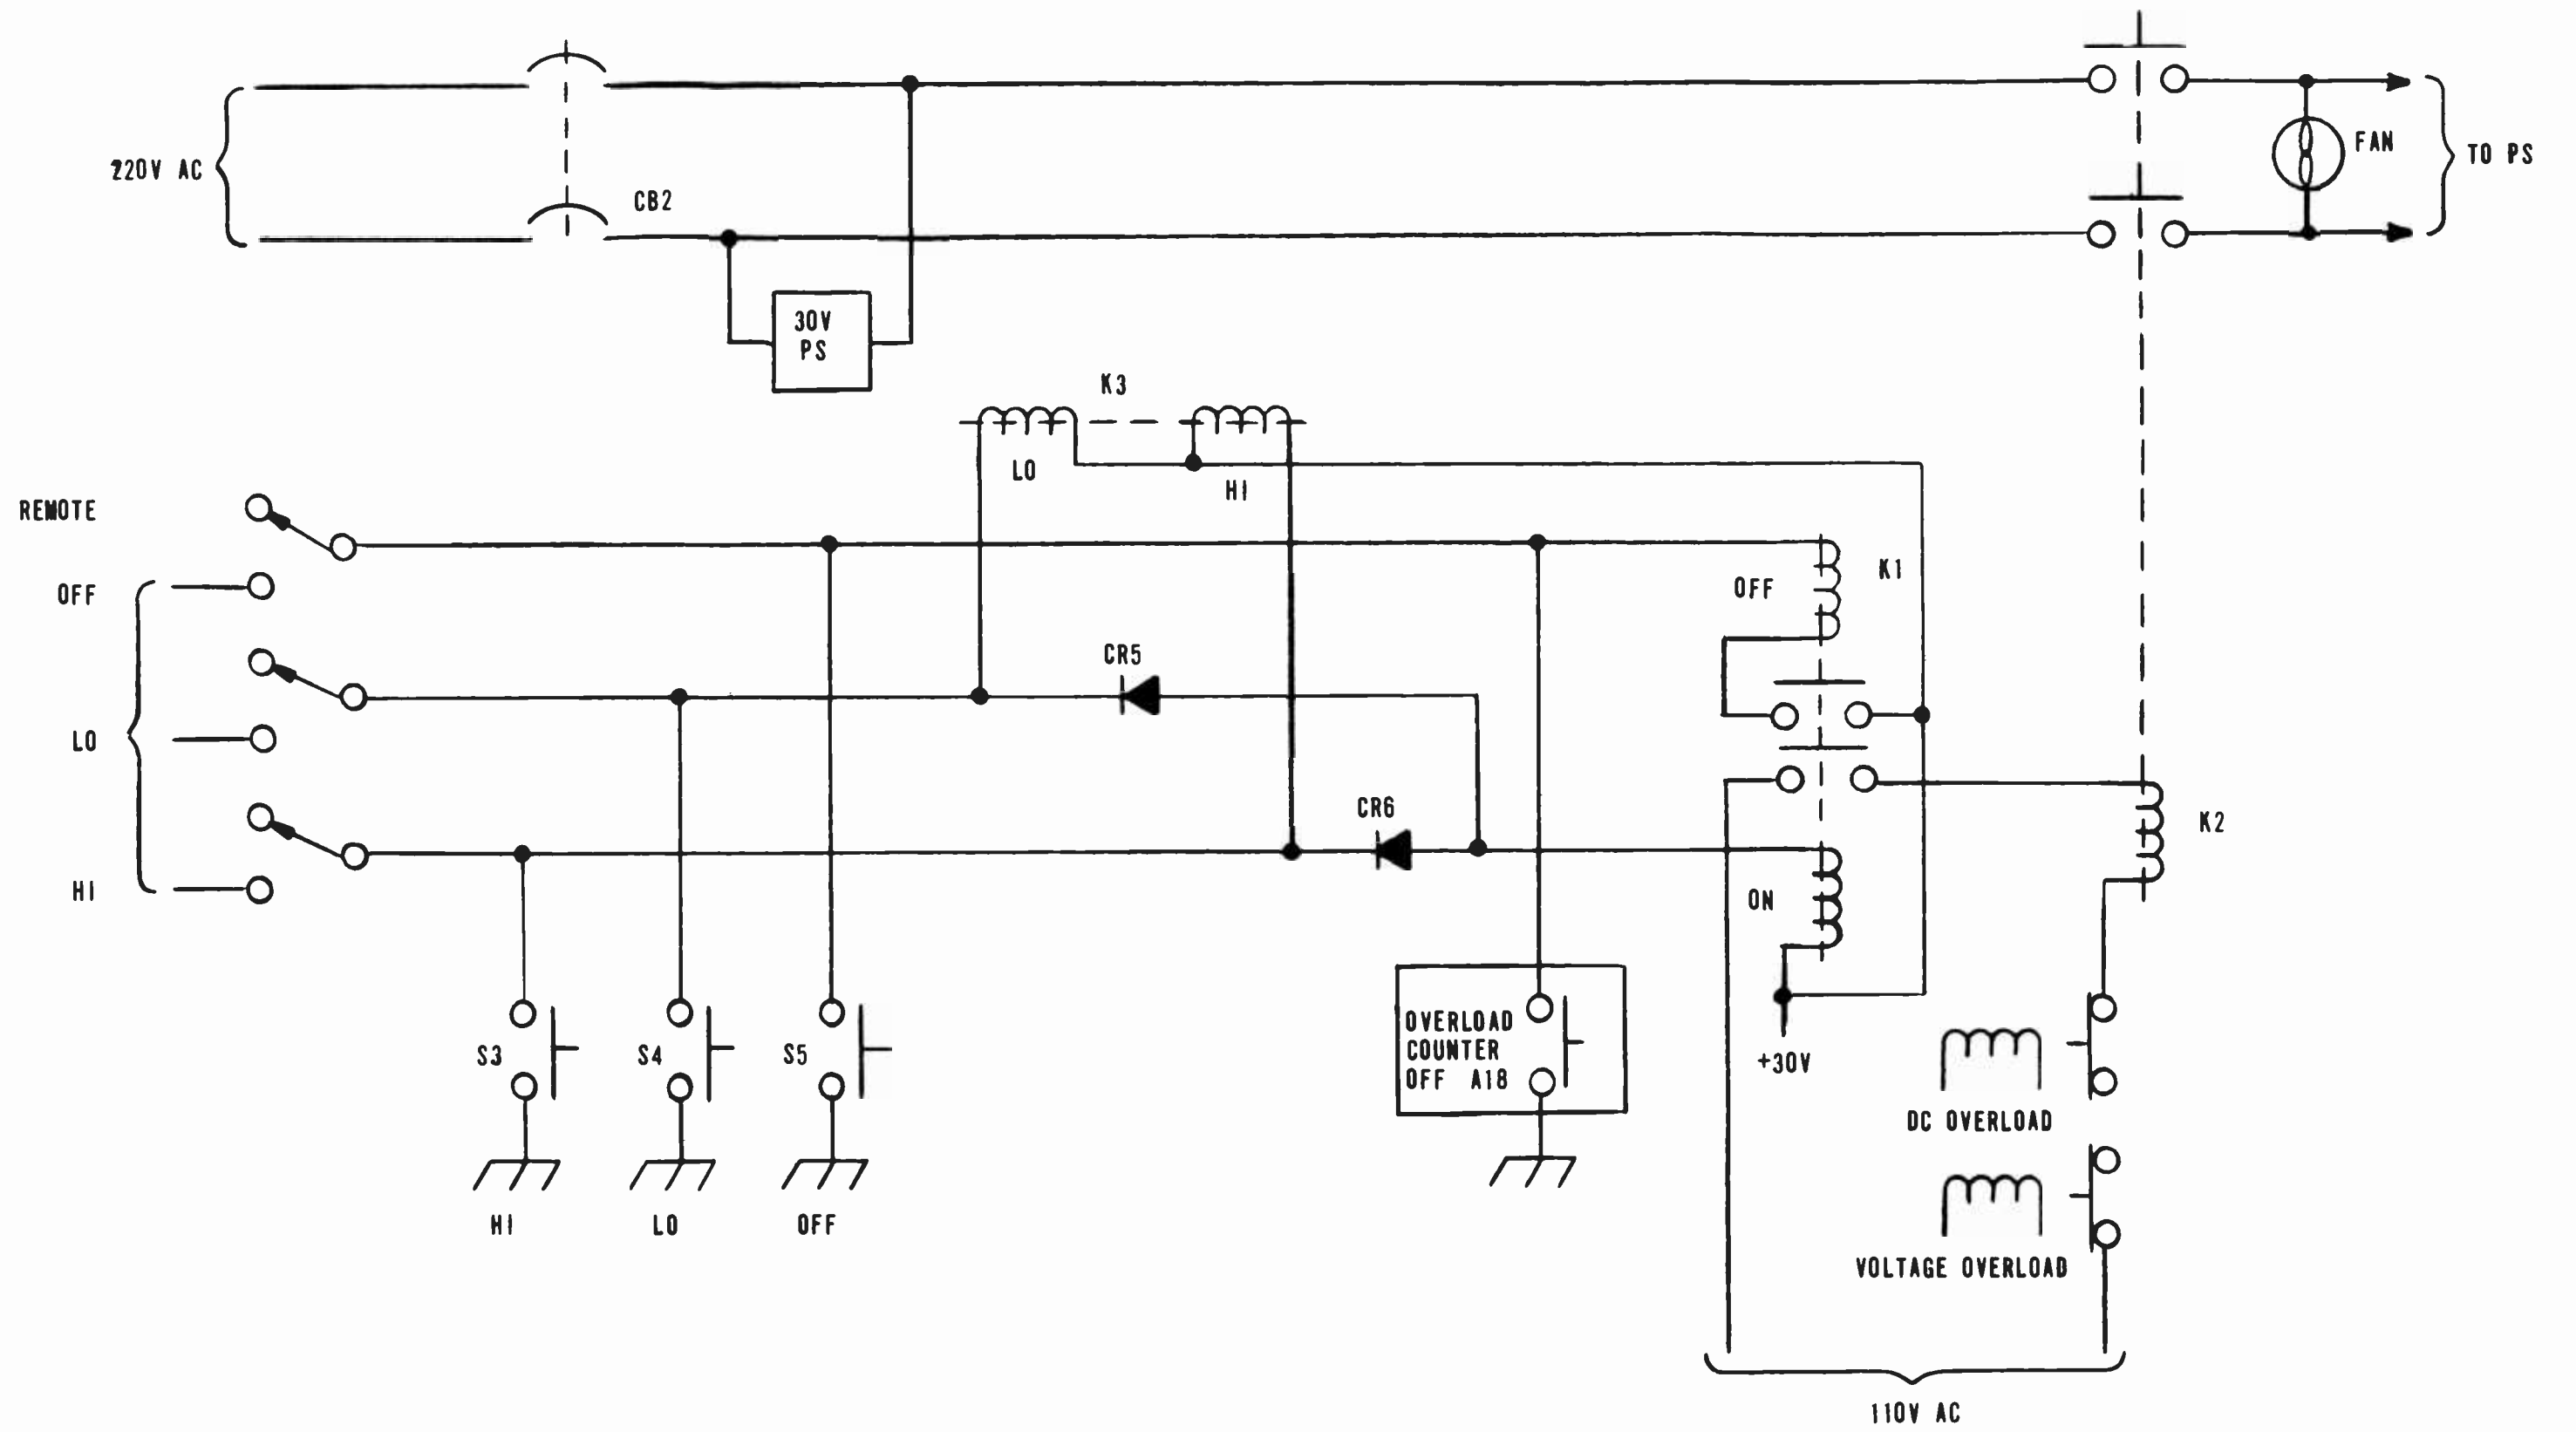 220V AC
CB2
FAN
TO PS
30V
PS
K3
LO
HI
REMOTE
OFF
LO
HI
CR5
CR6
OFF
K1
ON
K2
+30V
S3
S4
S5
HI
LO
OFF
OVERLOAD
COUNTER
OFF A18
DC OVERLOAD
VOLTAGE OVERLOAD
110V AC